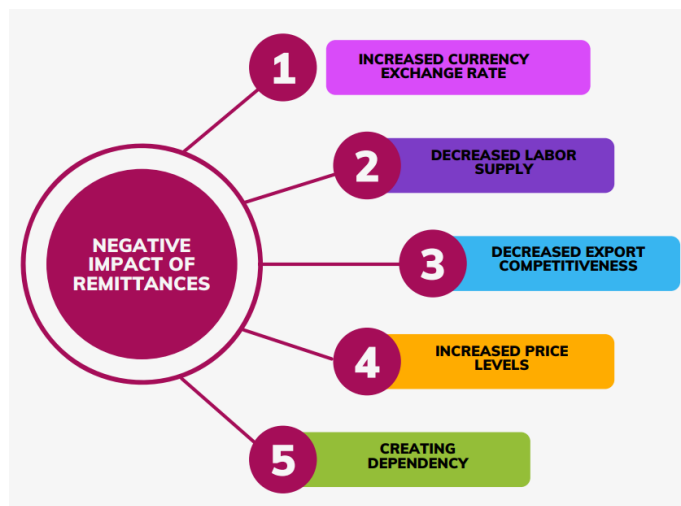 NEGATIVE
IMPACT OF
REMITTANCES
1
INCREASED CURRENCY
EXCHANGE RATE
2
DECREASED LABOR
SUPPLY
3
DECREASED EXPORT
COMPETITIVENESS
4
INCREASED PRICE
LEVELS
5
CREATING
DEPENDENCY